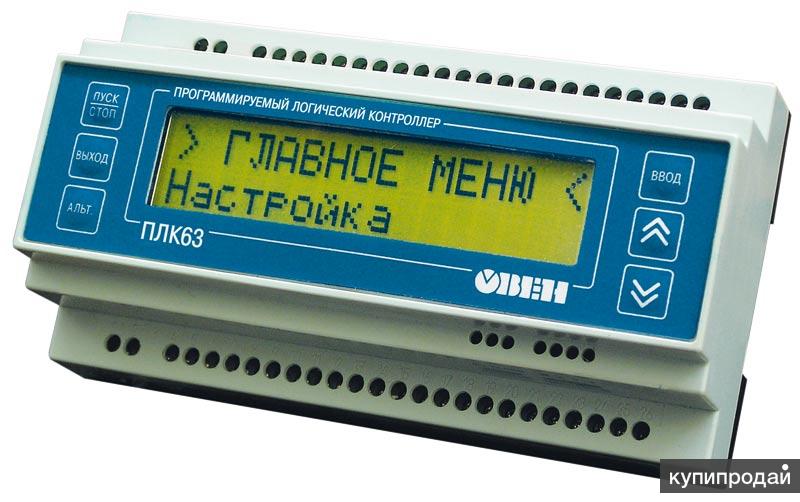 ПРОГРАММИРУЕМЫЙ ЛОГИЧЕСКИЙ КОНТРОЛЛЕР
ПУСК
СТОП
ВЫХОД
АЛЬТ.
> ГЛАВНОЕ МЕНЮ <
Настройка
ВВОД
ПЛК63
ОВЕН
купипродай